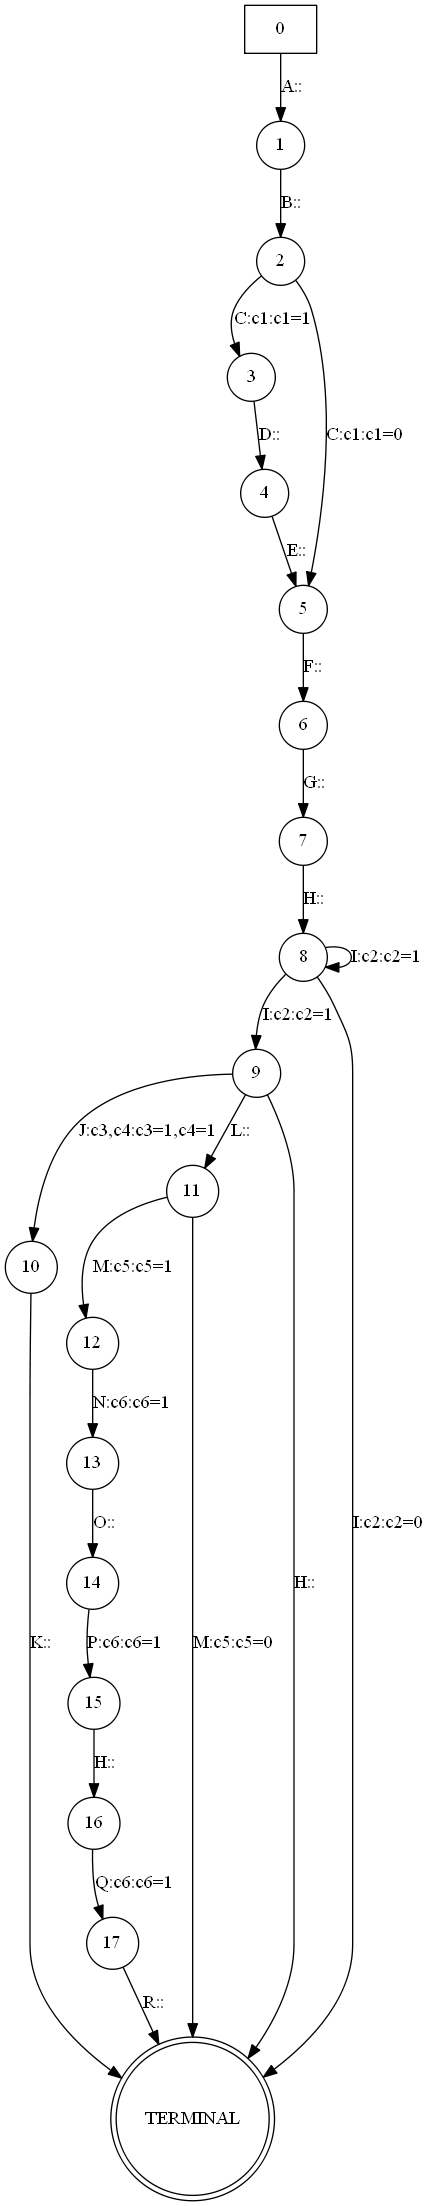 0
A::
1
B::
2
C:c1:c1=1
3
D::
C:c1:c1=0
4
E::
5
F::
6
G::
7
H::
8
I:c2:c2=1
I:c2:c2=1
9
J:c3,c4:c3=1,c4=1
L::
11
10
M:c5:c5=1
12
N:c6:c6=1
13
O::
I:c2:c2=0
14
H::
K::
P:c6:c6=1
M:c5:c5=0
15
H::
16
Q:c6:c6=1
17
R::
TERMINAL